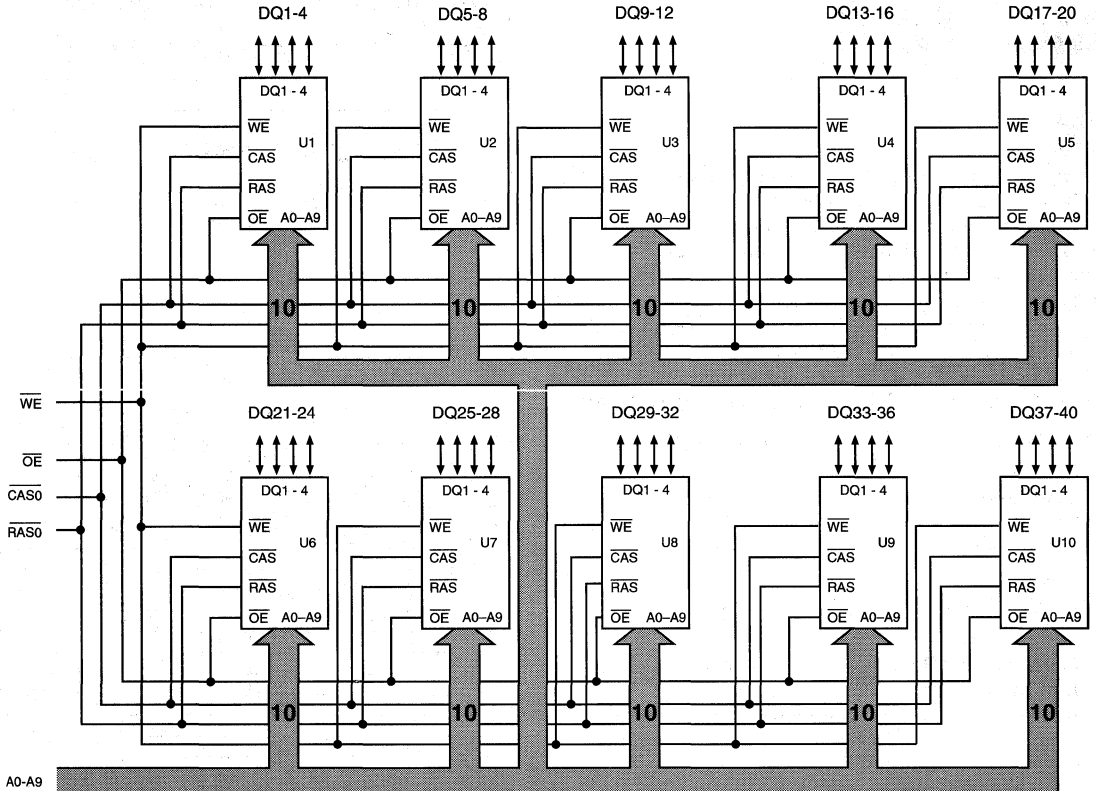 DQ1-4 DQ5-8 DQ9-12 DQ13-16 DQ17-20
DQ1 - 4 DQ1 - 4 DQ1 - 4 DQ1 - 4 DQ1 - 4
WE WE WE WE WE
U1 U2 U3 U4 U5
CAS CAS CAS CAS CAS
RAS RAS RAS RAS RAS
OE A0–A9 OE A0–A9 OE A0–A9 OE A0–A9 OE A0–A9
10 10 10 10 10
WE
DQ21-24 DQ25-28 DQ29-32 DQ33-36 DQ37-40
OE
CAS0
RAS0
DQ1 - 4 DQ1 - 4 DQ1 - 4 DQ1 - 4 DQ1 - 4
WE WE WE WE WE
U6 U7 U8 U9 U10
CAS CAS CAS CAS CAS
RAS RAS RAS RAS RAS
OE A0–A9 OE A0–A9 OE A0–A9 OE A0–A9 OE A0–A9
10 10 10 10 10
A0-A9